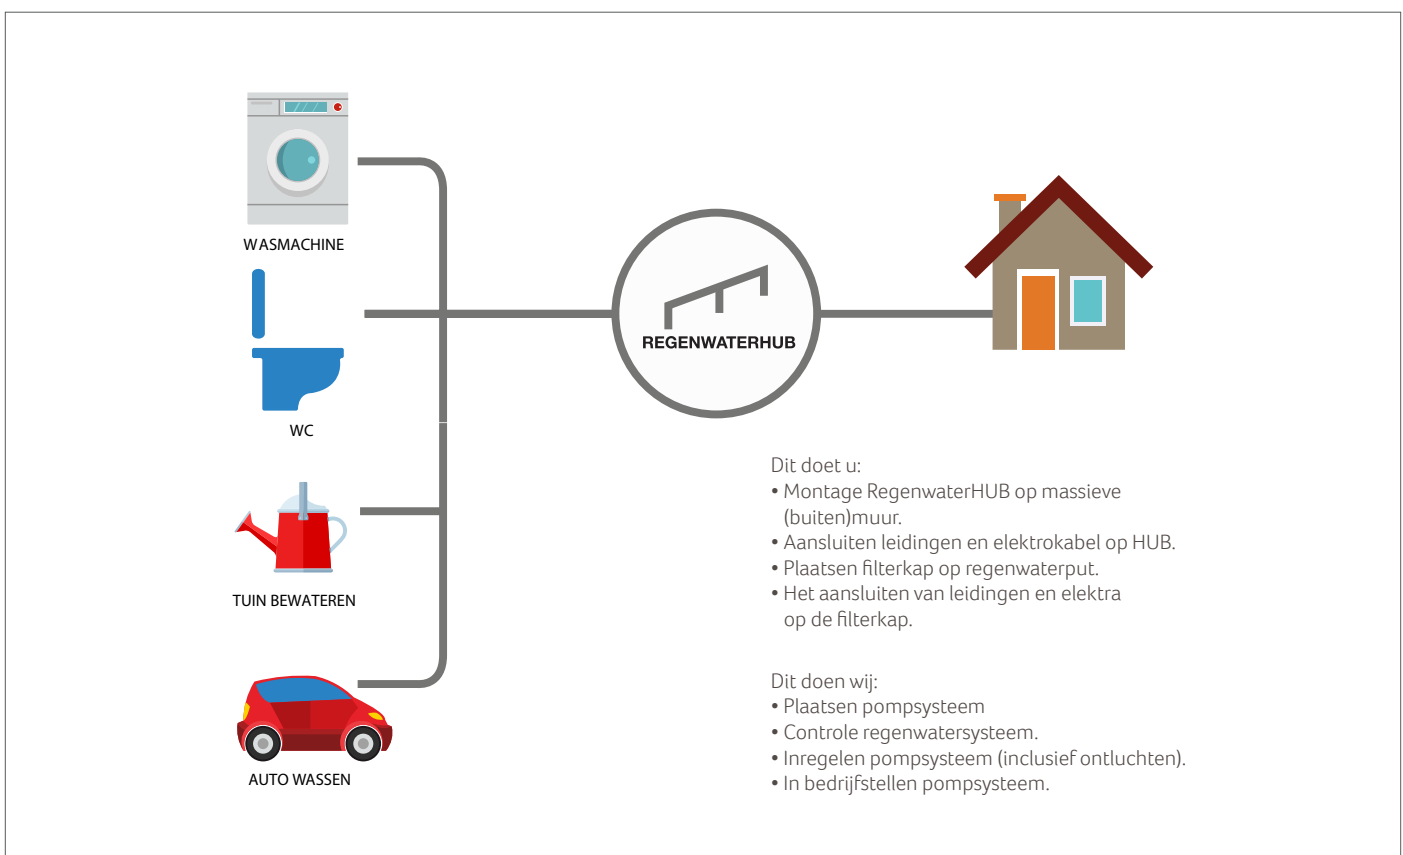 WASMACHINE
WC
TUIN BEWATEREN
AUTO WASSEN
REGENWATERHUB
Dit doet u:
• Montage RegenwaterHUB op massieve
(buiten)muur.
• Aansluiten leidingen en elektrokabel op HUB.
• Plaatsen filterkap op regenwaterput.
• Het aansluiten van leidingen en elektra
op de filterkap.
Dit doen wij:
• Plaatsen pompsysteem
• Controle regenwatersysteem.
• Inregelen pompsysteem (inclusief ontluchten).
• In bedrijfstellen pompsysteem.